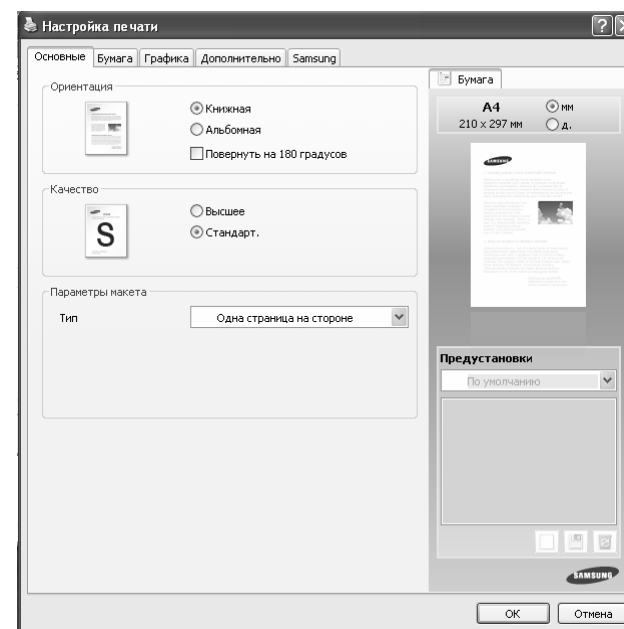 Настройка печати
Основные Бумага Графика Дополнительно Samsung
Ориентация
Книжная
Альбомная
Повернуть на 180 градусов
Качество
S
Высшее
Стандарт.
Параметры макета
Тип Одна страница на стороне
Бумага
A4
210 x 297 мм
мм
д.
SAMSUNG
Предустановки
По умолчанию
SAMSUNG
OK Отмена